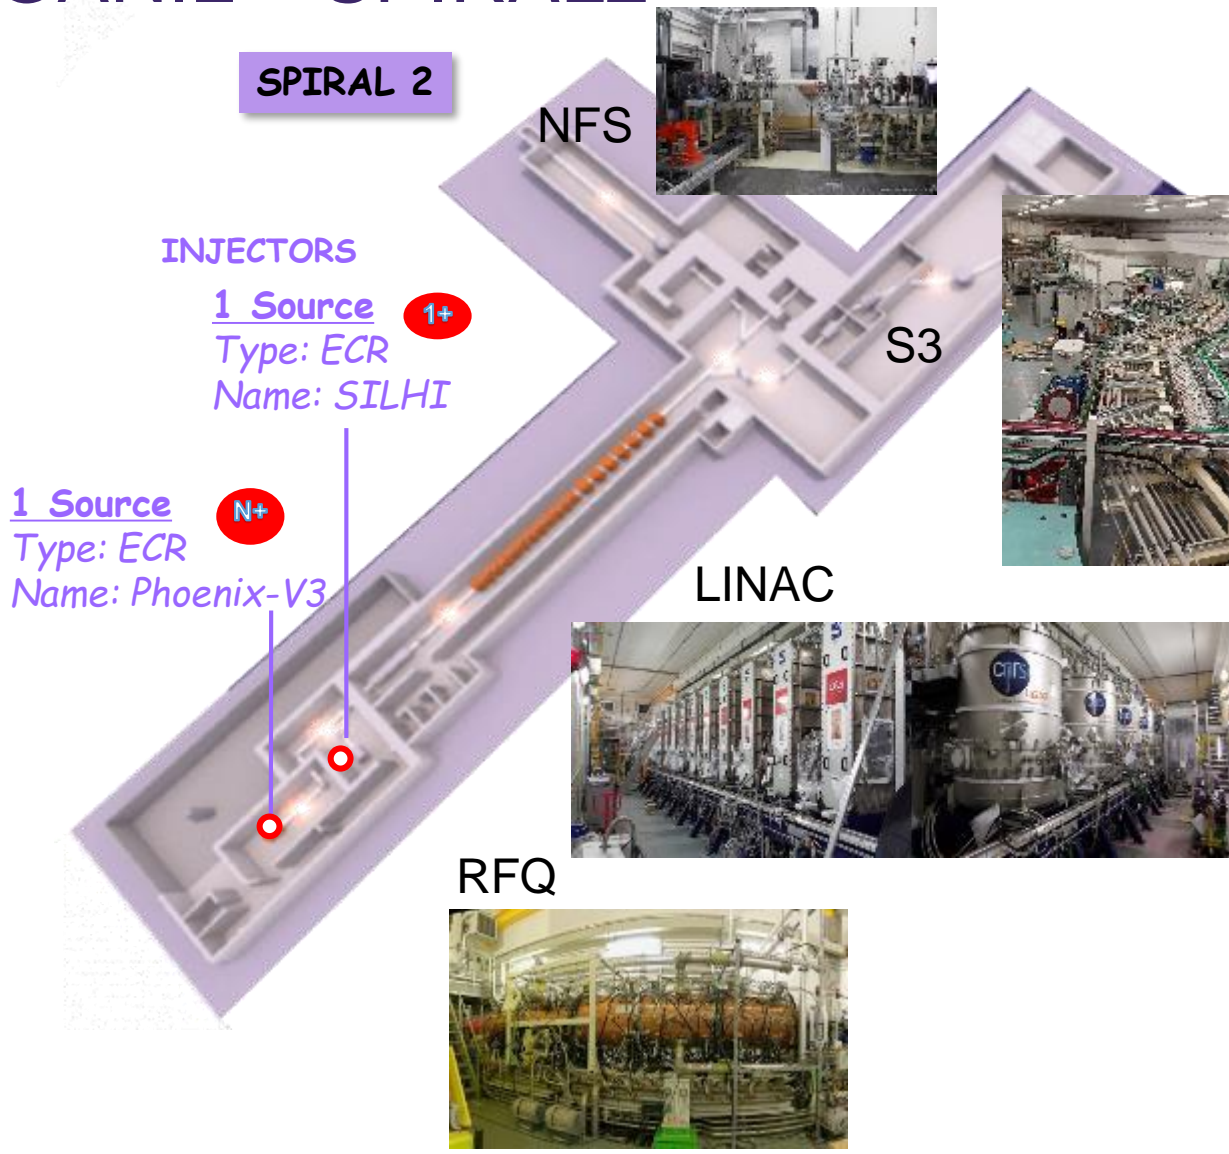 SPIRAL 2
NFS
INJECTORS
1 Source
1+
Type: ECR
Name: SILHI
S3
1 Source
N+
Type: ECR
Name: Phoenix-V3
LINAC
cnrs
RFQ